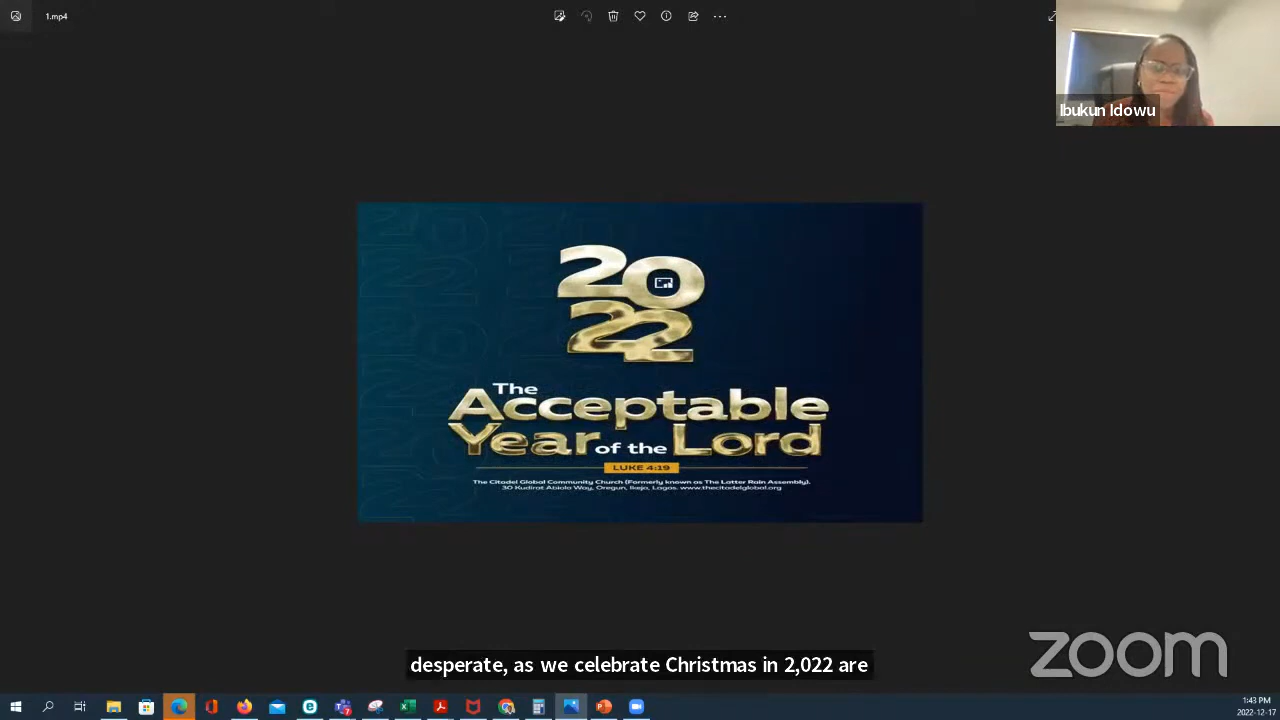 1.mp4
Ibukun Idowu
20
22
The
Acceptable
Year of the Lord
LUKE 4:19
The Citadel Global Community Church (Formerly known as The Latter Rain Assembly).
30 Kudirat Abiola Way, Oregun, Ikeja, Lagos. www.thecitadelglobal.org
desperate, as we celebrate Christmas in 2,022 are
zoom
1:43 PM
2022-12-17